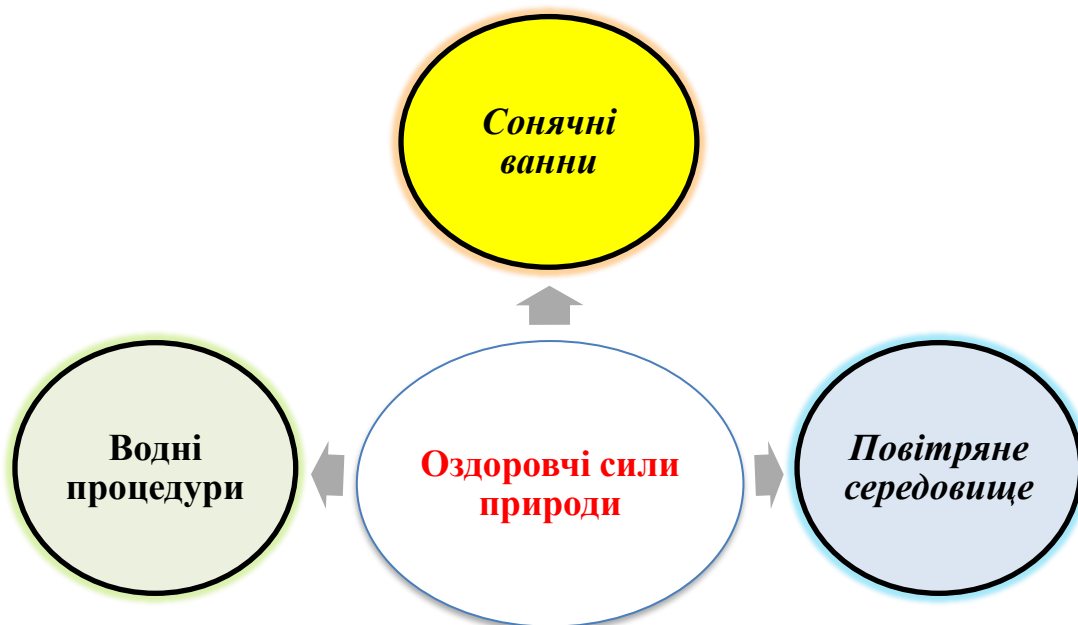 Сонячні
ванни
Водні
процедури
Оздоровчі сили
природи
Повітряне
середовище